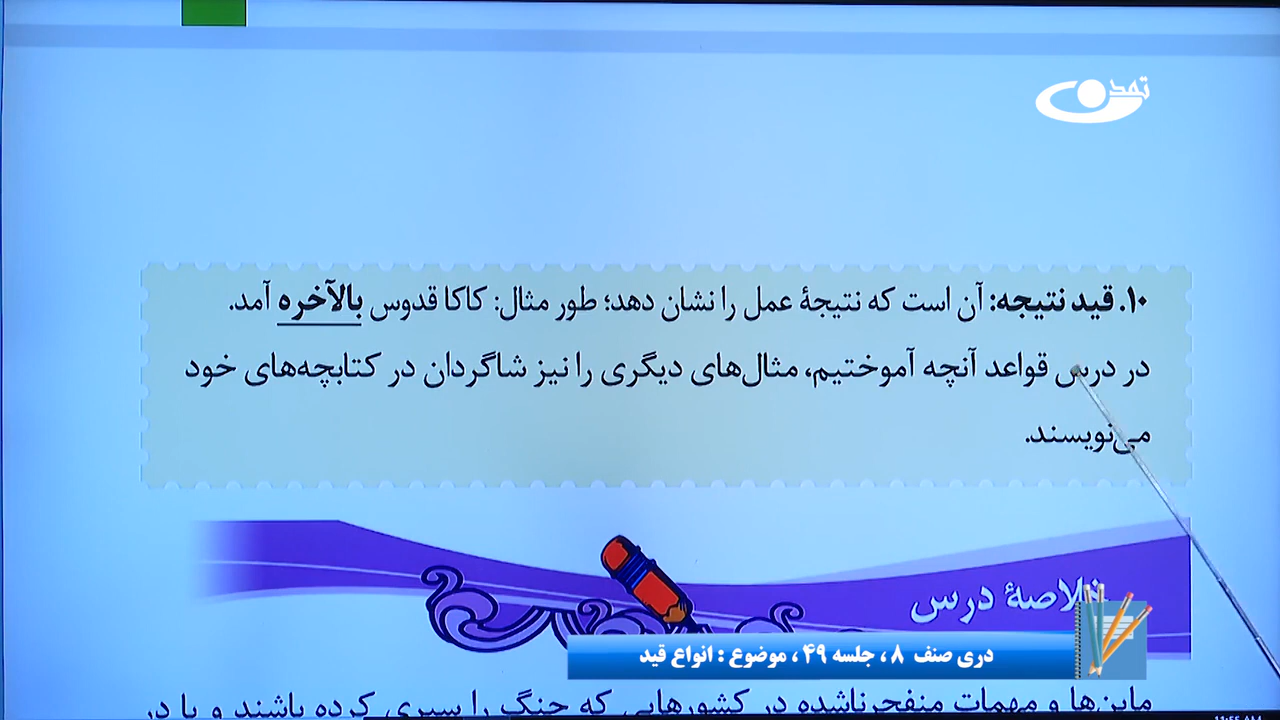 تمدن
۱۰. قید نتیجه: آن است که نتیجهٔ عمل را نشان دهد؛ طور مثال: کاکا قدوس بالآخره آمد.
در درس قواعد آنچه آموختیم، مثال‌های دیگری را نیز شاگردان در کتابچه‌های خود
می‌نویسند.
خلاصهٔ درس
دری صنف ۸ ، جلسه ۴۹ ، موضوع : انواع قید
ماین‌ها و مهمات منفجرناشده در کشورهایی که جنگ را سپری کرده باشند و یا در